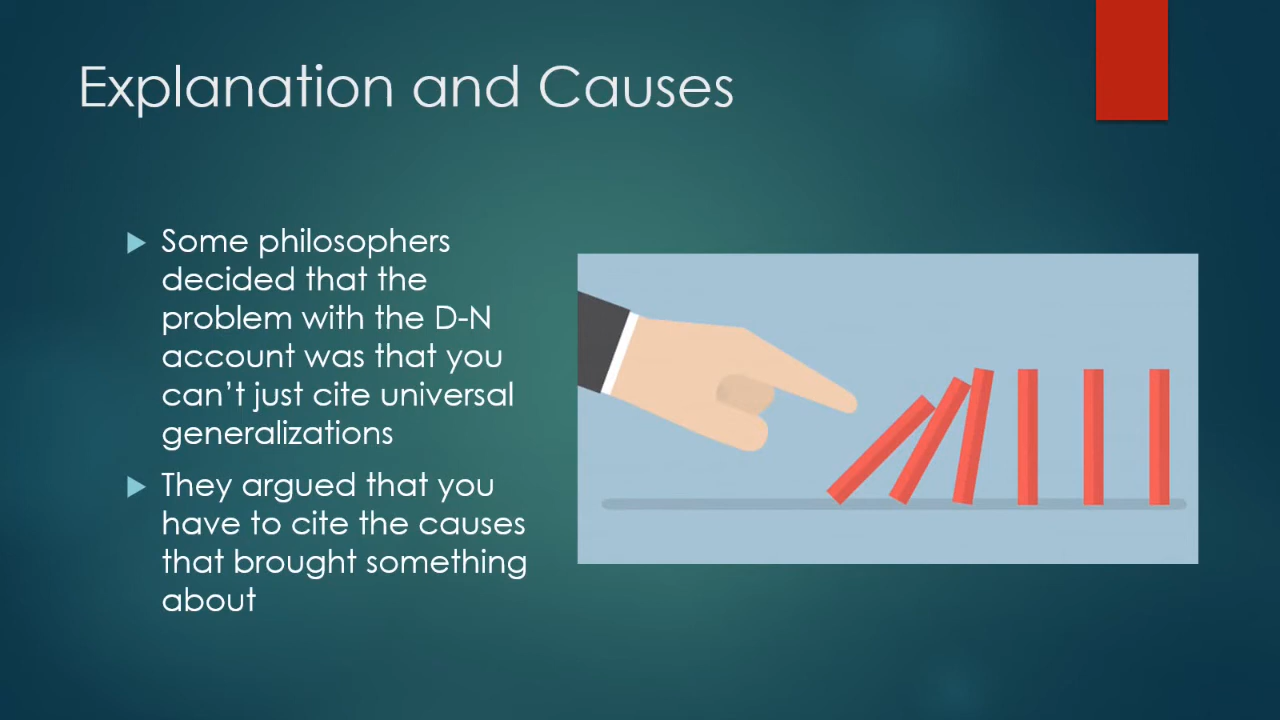 Explanation and Causes
Some philosophers
decided that the
problem with the D-N
account was that you
can’t just cite universal
generalizations
They argued that you
have to cite the causes
that brought something
about